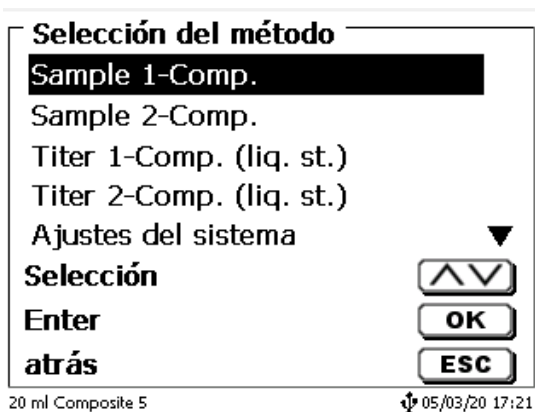 Selección del método
Sample 1-Comp.
Sample 2-Comp.
Titer 1-Comp. (liq. st.)
Titer 2-Comp. (liq. st.)
Ajustes del sistema
Selección
Enter OK
atrás ESC
20 ml Composite 5 05/03/20 17:21